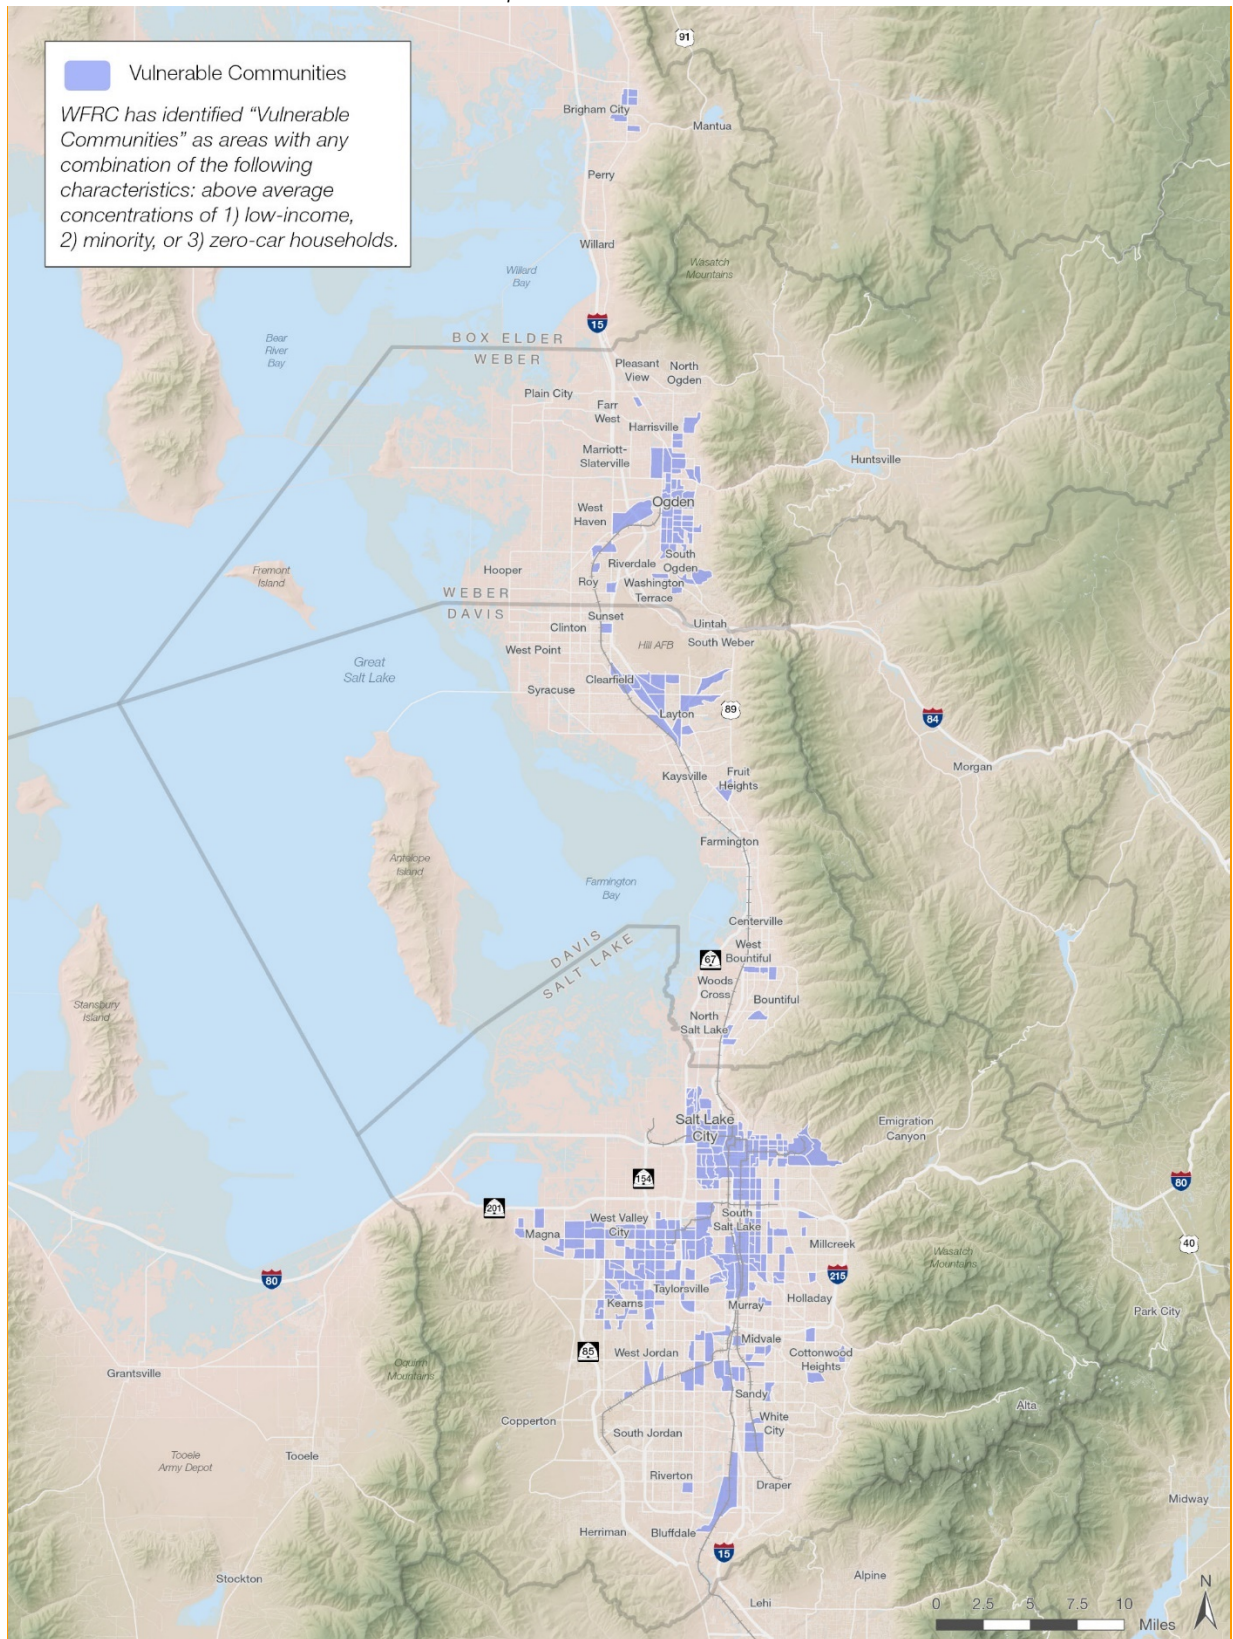 91
Vulnerable Communities
WFRC has identified “Vulnerable
Communities” as areas with any
combination of the following
characteristics: above average
concentrations of 1) low-income,
2) minority, or 3) zero-car households.
Brigham City
Mantua
Perry
Willard
Wasatch
Mountains
Willard
Bay
15
Bear
River
Bay
BOX ELDER
WEBER
Pleasant
View
North
Ogden
Plain City
Farr
West
Harrisville
Marriott-
Slaterville
Huntsville
Ogden
West
Haven
South
Ogden
Riverdale
Hooper
Fremont
Island
Roy
Washington
Terrace
WEBER
DAVIS
Sunset
Clinton
Uintah
Hill AFB
South Weber
West Point
Great
Salt Lake
Clearfield
Syracuse
Layton
89
84
Morgan
Kaysville
Fruit
Heights
Farmington
Antelope
Island
Farmington
Bay
Centerville
DAVIS
SALT LAKE
West
Bountiful
67
Woods
Cross
Bountiful
Stansbury
Island
North
Salt Lake
Salt Lake
City
Emigration
Canyon
154
80
201
West Valley
City
South
Salt Lake
Magna
Millcreek
40
Wasatch
Mountains
80
215
Taylorsville
Holladay
Kearns
Murray
Park City
Midvale
85
West Jordan
Cottonwood
Heights
Grantsville
Oquirrh
Mountains
Sandy
Alta
Copperton
White
City
South Jordan
Tooele
Army Depot
Tooele
Riverton
Draper
Midway
Herriman
Bluffdale
15
Stockton
Alpine
Lehi
N
0 2.5 5 7.5 10
Miles